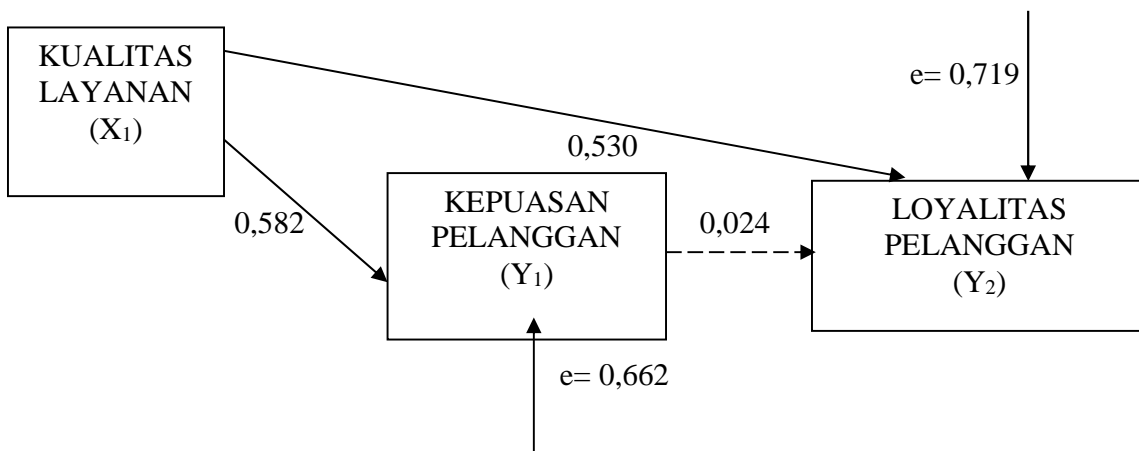 KUALITAS
LAYANAN
(X₁)
e= 0,719
0,530
0,582
KEPUASAN
PELANGGAN
(Y₁)
0,024
LOYALITAS
PELANGGAN
(Y₂)
e= 0,662